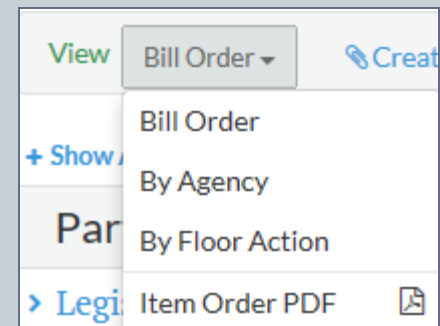 View Bill Order Creat
Bill Order
+ Show
By Agency
Par
By Floor Action
Legi
Item Order PDF